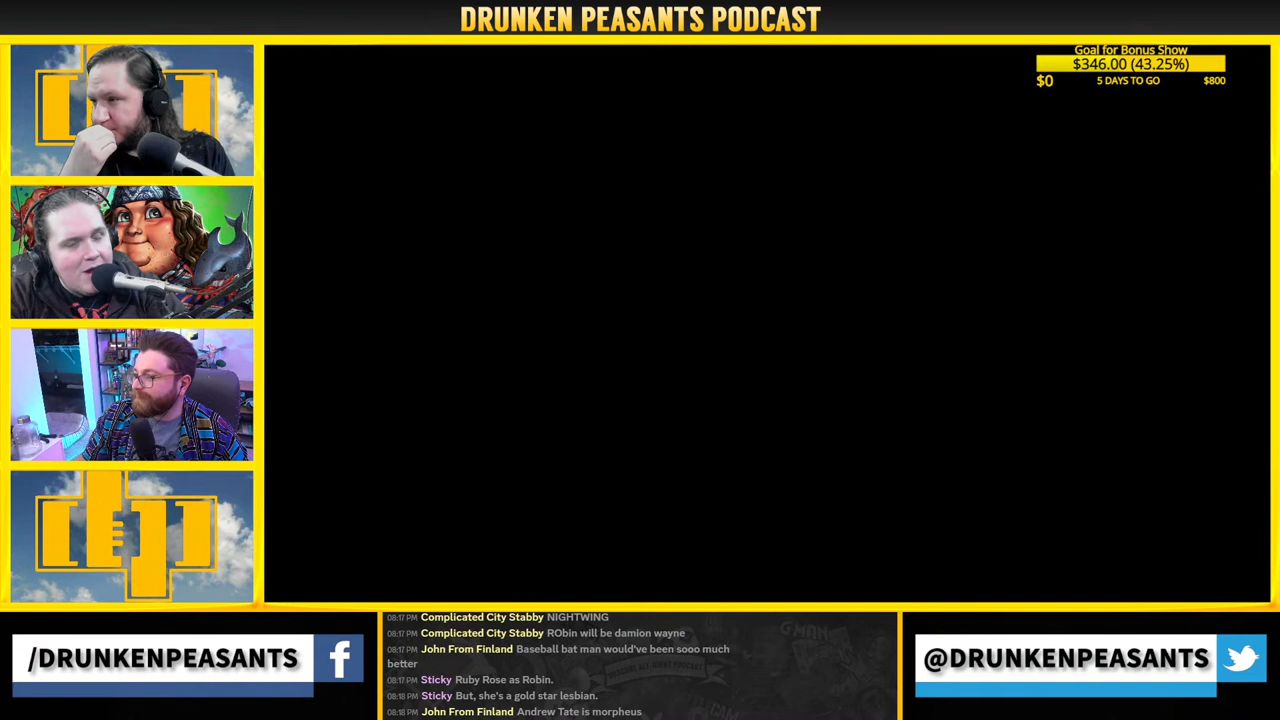 DRUNKEN PEASANTS PODCAST
Goal for Bonus Show
$346.00 (43.25%)
$0 5 DAYS TO GO $800
08:17 PM Complicated City Stabby NIGHTWING
08:17 PM Complicated City Stabby RObin will be damion wayne
08:17 PM John From Finland Baseball bat man would've been sooo much
better
08:17 PM Sticky Ruby Rose as Robin.
08:18 PM Sticky But, she's a gold star lesbian.
08:18 PM John From Finland Andrew Tate is morpheus
/DRUNKENPEASANTS
@DRUNKENPEASANTS